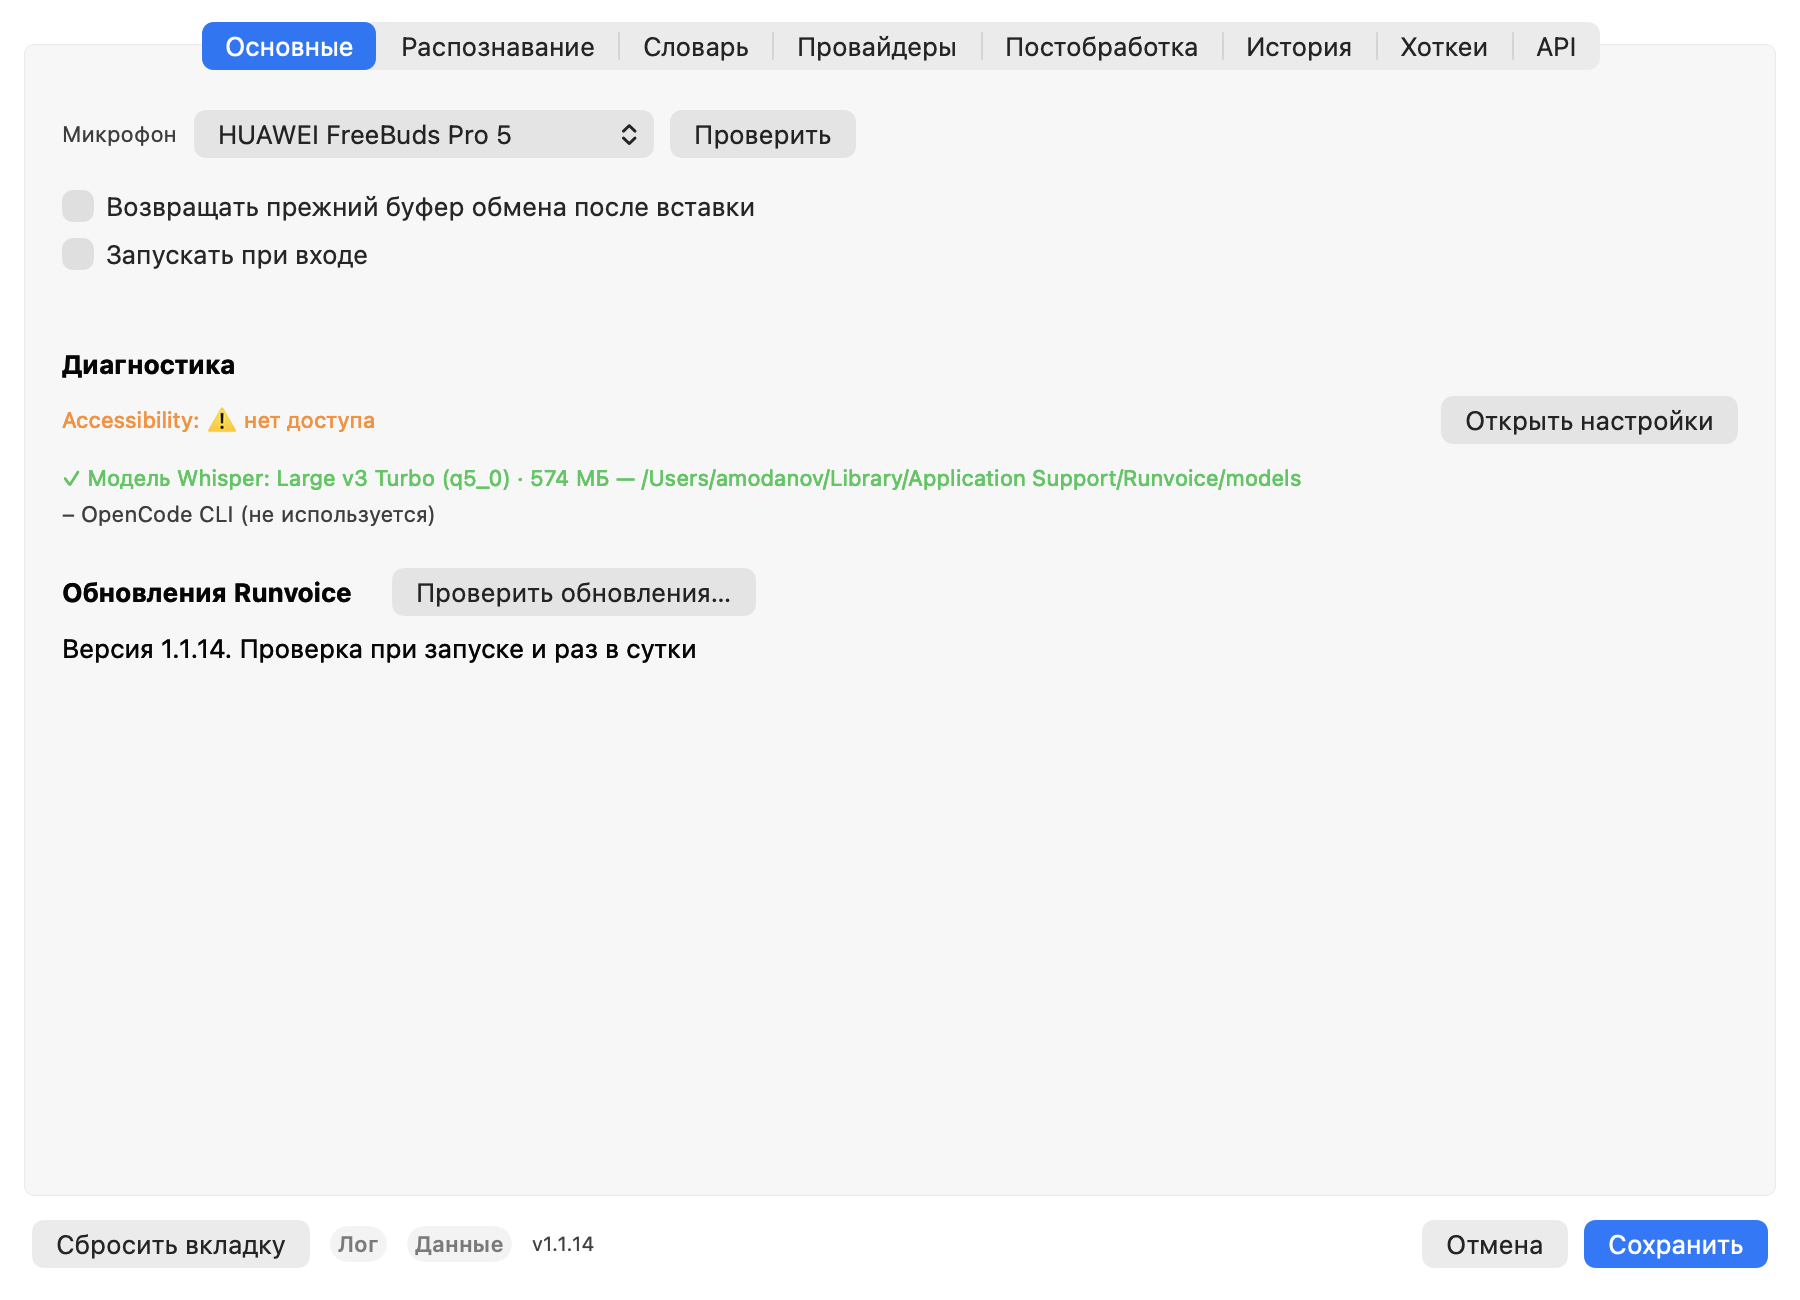 Основные Распознавание Словарь Провайдеры Постобработка История Хоткеи API
Микрофон HUAWEI FreeBuds Pro 5 Проверить
Возвращать прежний буфер обмена после вставки
Запускать при входе
Диагностика
Accessibility: ⚠️ нет доступа Открыть настройки
✓ Модель Whisper: Large v3 Turbo (q5_0) · 574 МБ — /Users/amodanov/Library/Application Support/Runvoice/models
– OpenCode CLI (не используется)
Обновления Runvoice Проверить обновления...
Версия 1.1.14. Проверка при запуске и раз в сутки
Сбросить вкладку Лог Данные v1.1.14 Отмена Сохранить